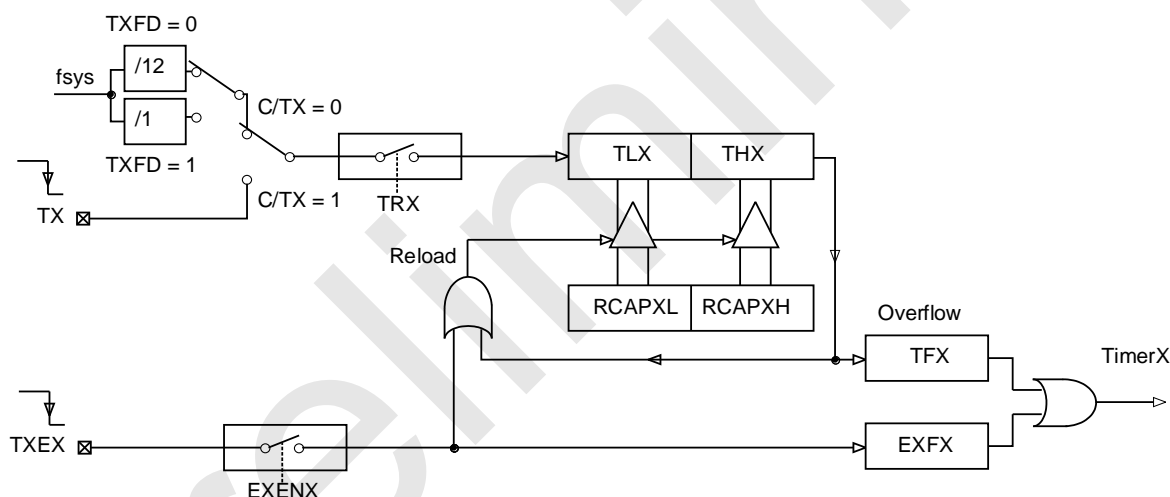 TXFD = 0
/12
fsys
C/TX = 0
/1
TXFD = 1
TLX THX
TX
C/TX = 1
TRX
Reload
RCAPXL RCAPXH
Overflow
TFX
TimerX
TXEX
EXFX
EXENX